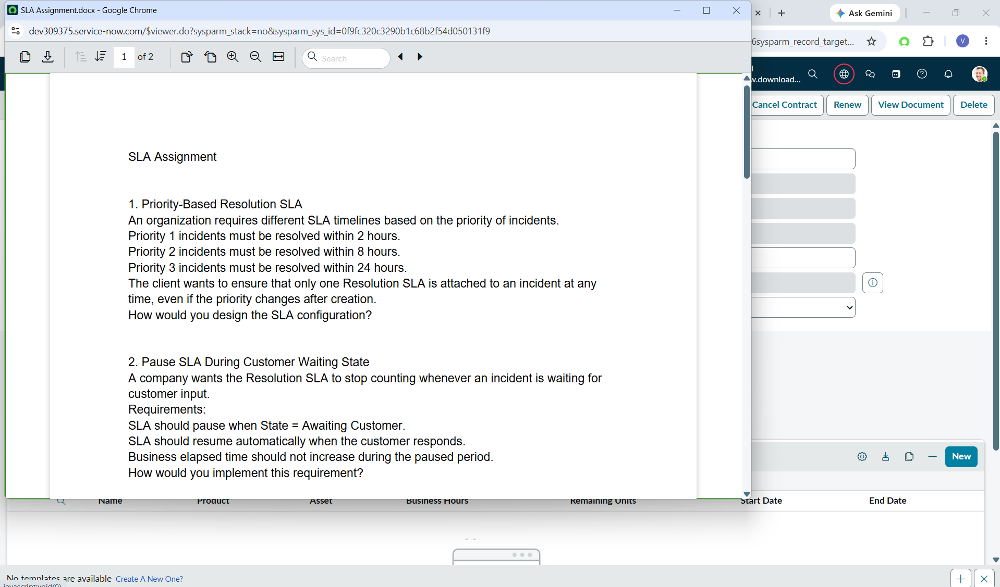 SLA Assignment.docx - Google Chrome
Ask Gemini
dev309375.service-now.com/$viewer.do?sysparm_stack=no&sysparm_sys_id=0f9fc320c3290b1c68b2f54d050131f9
6sysparm_record_target...
V
1 of 2
Search
w.download...
Cancel Contract
Renew
View Document
Delete
SLA Assignment
1. Priority-Based Resolution SLA
An organization requires different SLA timelines based on the priority of incidents.
Priority 1 incidents must be resolved within 2 hours.
Priority 2 incidents must be resolved within 8 hours.
Priority 3 incidents must be resolved within 24 hours.
The client wants to ensure that only one Resolution SLA is attached to an incident at any
time, even if the priority changes after creation.
How would you design the SLA configuration?
2. Pause SLA During Customer Waiting State
A company wants the Resolution SLA to stop counting whenever an incident is waiting for
customer input.
Requirements:
SLA should pause when State = Awaiting Customer.
SLA should resume automatically when the customer responds.
Business elapsed time should not increase during the paused period.
How would you implement this requirement?
New
Name Product Asset Business Hours Remaining Units Start Date End Date
No templates are available Create A New One?
javascript:void(0)